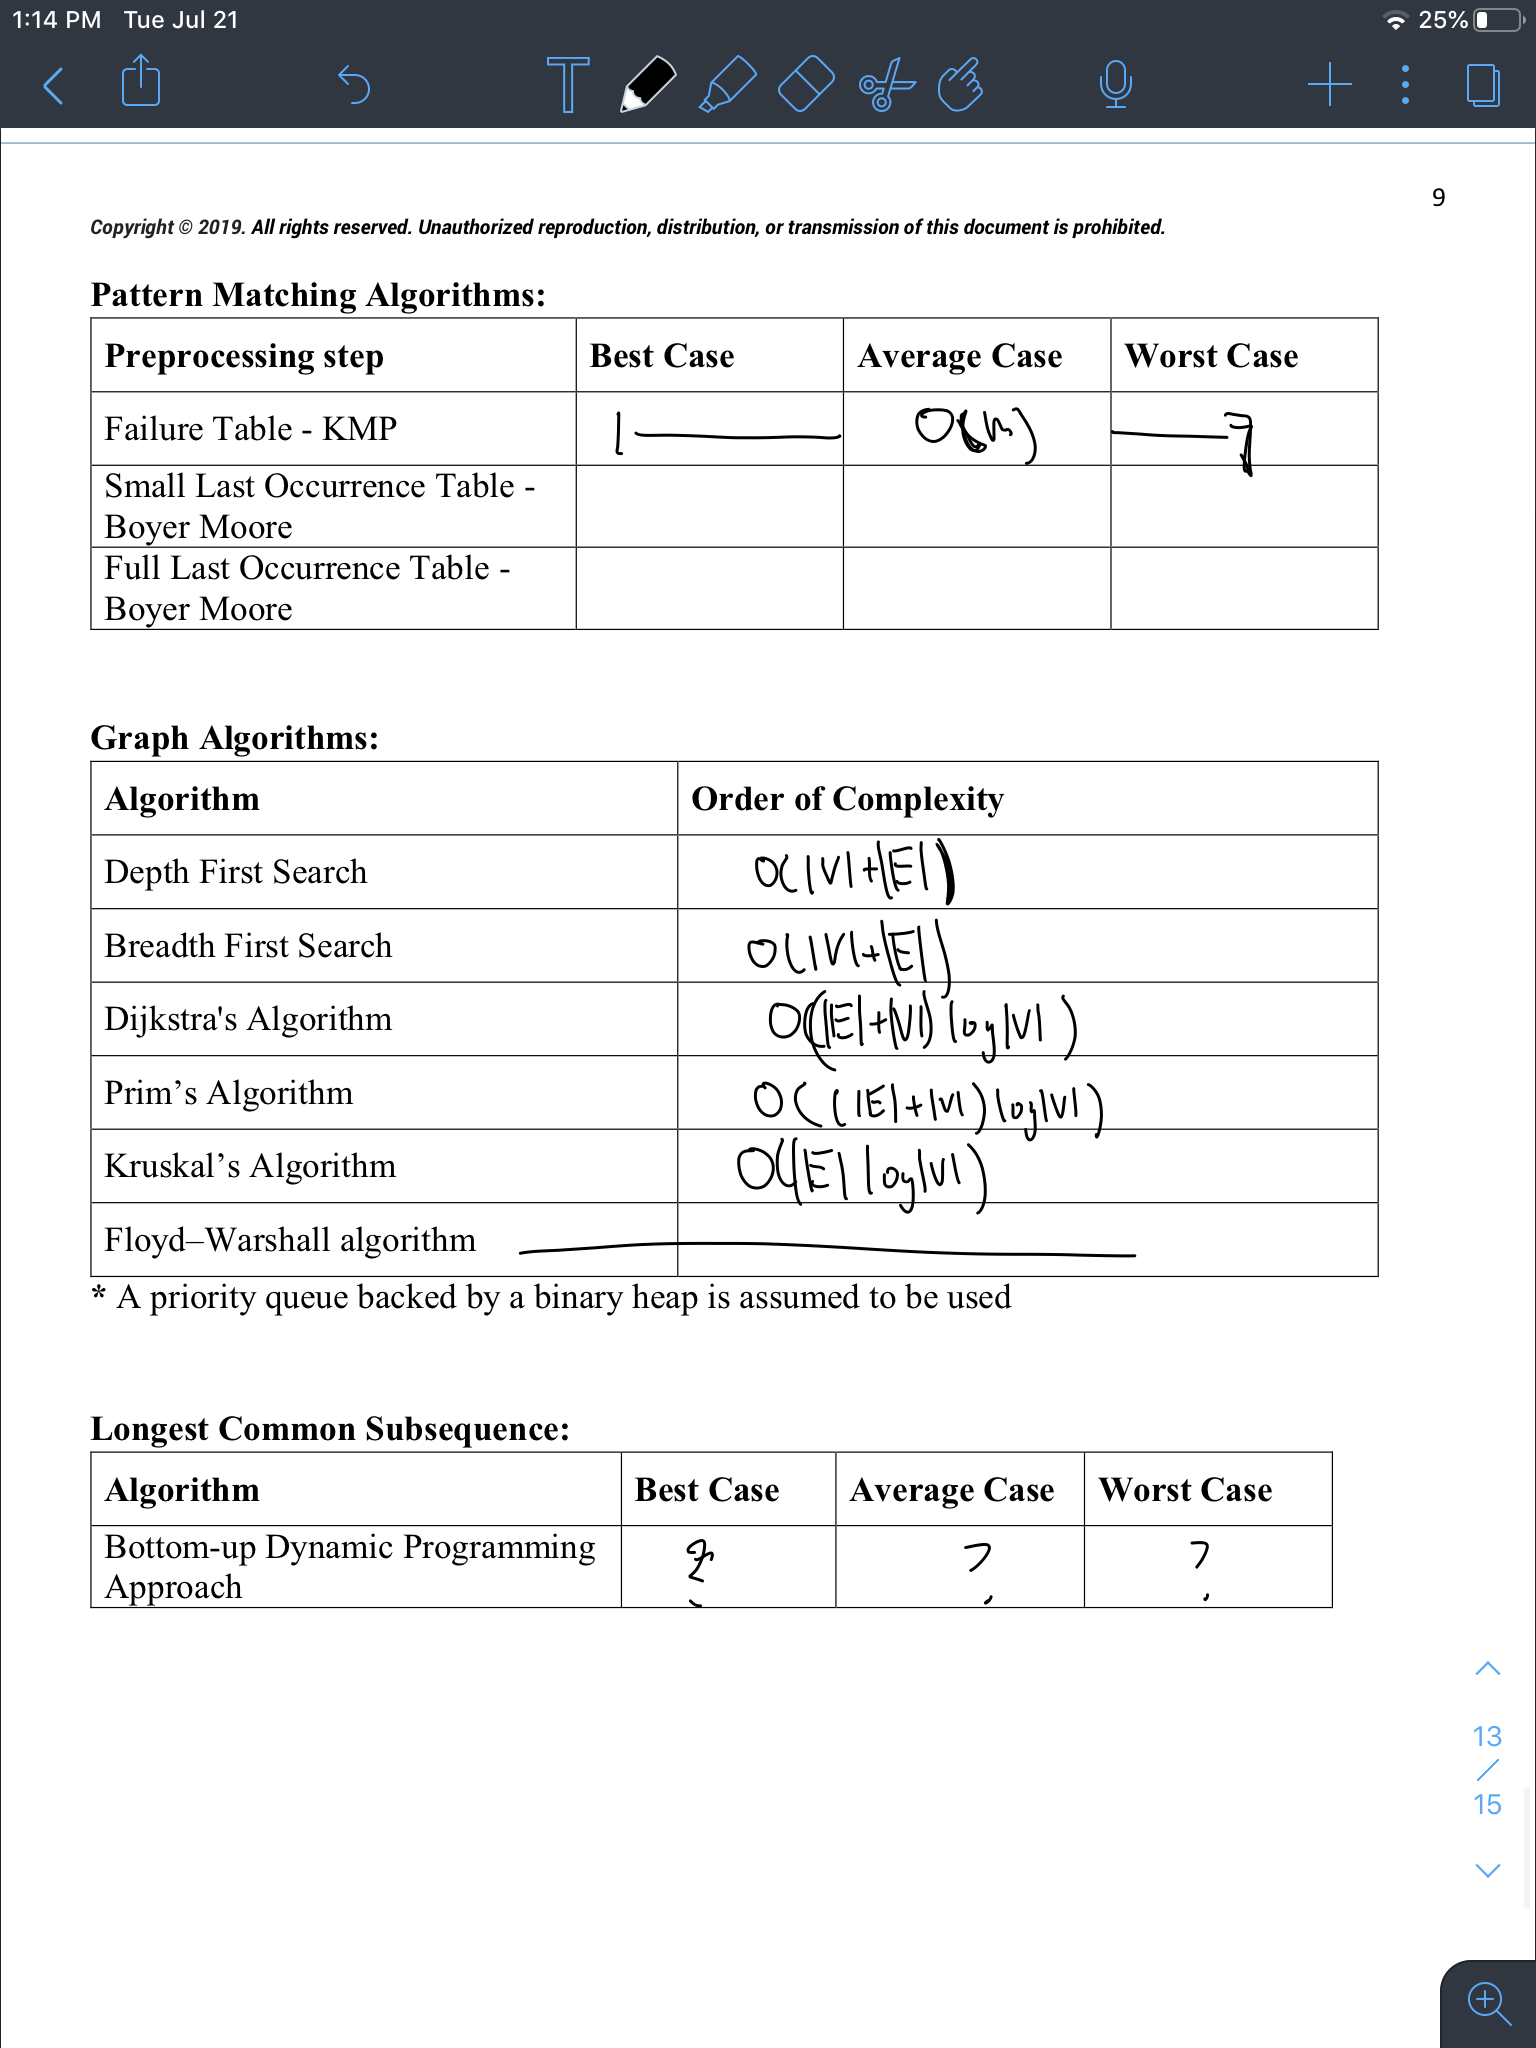 1:14 PM Tue Jul 21 25%
9
Copyright © 2019. All rights reserved. Unauthorized reproduction, distribution, or transmission of this document is prohibited.
Pattern Matching Algorithms:
Preprocessing step Best Case Average Case Worst Case
Failure Table - KMP O(m)
Small Last Occurrence Table -
Boyer Moore
Full Last Occurrence Table -
Boyer Moore
Graph Algorithms:
Algorithm Order of Complexity
Depth First Search O(|V|+|E|)
Breadth First Search O(|V|+|E|)
Dijkstra's Algorithm O((|E|+|V|) log|V|)
Prim’s Algorithm O((|E|+|V|) log|V|)
Kruskal’s Algorithm O(|E| log|V|)
Floyd–Warshall algorithm
* A priority queue backed by a binary heap is assumed to be used
Longest Common Subsequence:
Algorithm Best Case Average Case Worst Case
Bottom-up Dynamic Programming
Approach ? ? ?
13
/
15